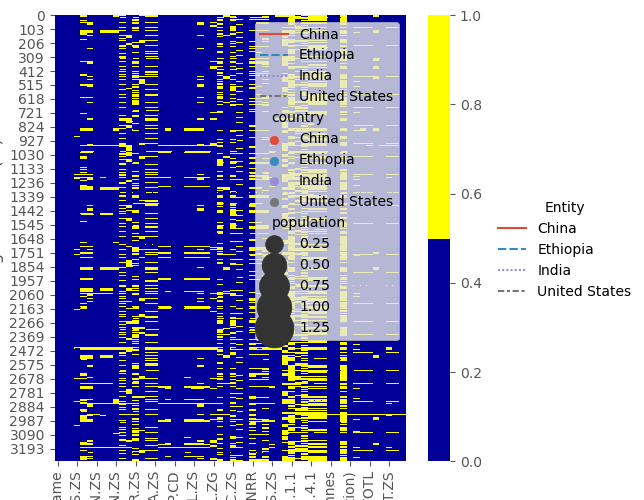 0
103
206
309
412
515
618
721
824
927
1030
1133
1236
1339
1442
1545
1648
1751
1854
1957
2060
2163
2266
2369
2472
2575
2678
2781
2884
2987
3090
3193
China
Ethiopia
India
United States
country
China
Ethiopia
India
United States
population
0.25
0.50
0.75
1.00
1.25
1.0
0.8
0.6
0.4
0.2
0.0
Entity
China
Ethiopia
India
United States
ame
S.ZS
N.ZS
N.ZS
R.ZS
A.ZS
P.CD
L.ZS
L.ZG
C.ZS
NRR
S.ZS
.1.1
.4.1
nnes
tion)
OTL
T.ZS